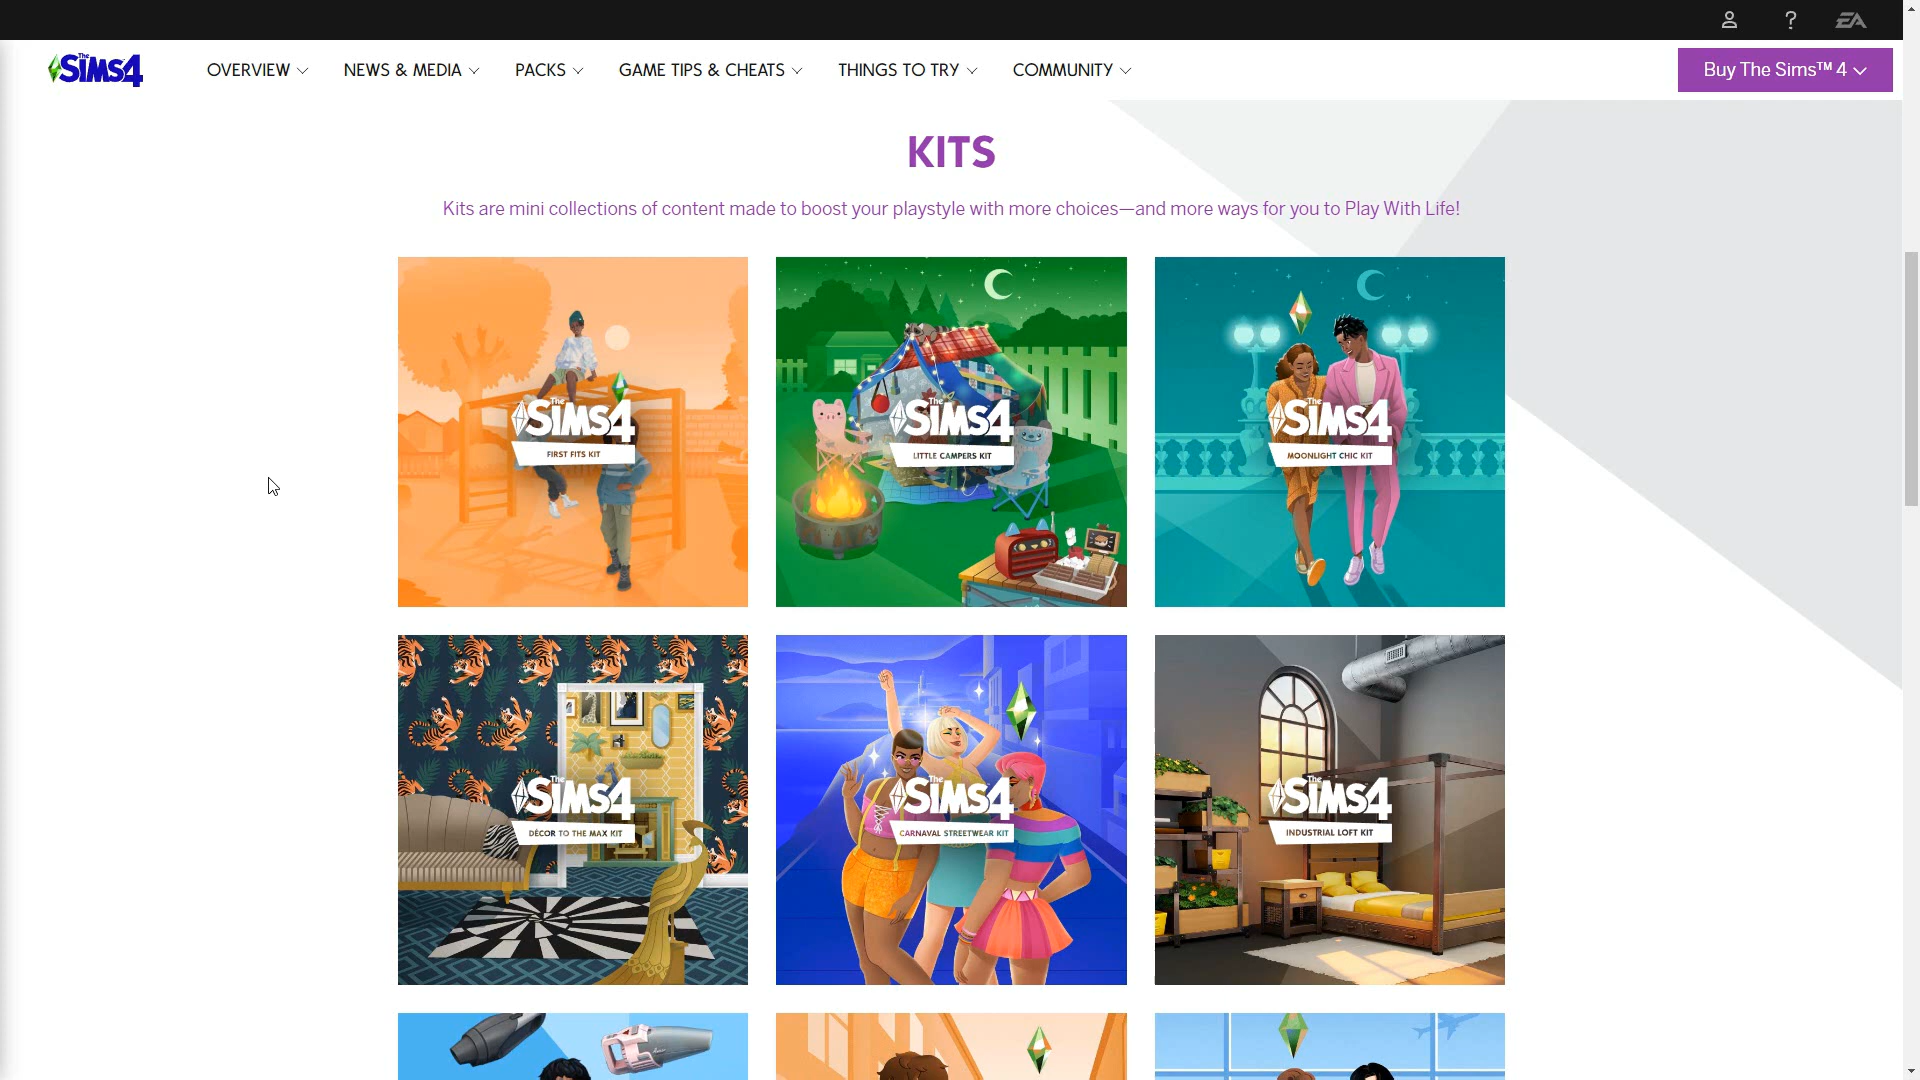 ?
EA
The Sims 4
OVERVIEW
NEWS & MEDIA
PACKS
GAME TIPS & CHEATS
THINGS TO TRY
COMMUNITY
Buy The Sims™ 4
KITS
Kits are mini collections of content made to boost your playstyle with more choices—and more ways for you to Play With Life!
The Sims 4
FIRST FITS KIT
The Sims 4
LITTLE CAMPERS KIT
The Sims 4
MOONLIGHT CHIC KIT
The Sims 4
DÉCOR TO THE MAX KIT
The Sims 4
CARNAVAL STREETWEAR KIT
The Sims 4
INDUSTRIAL LOFT KIT